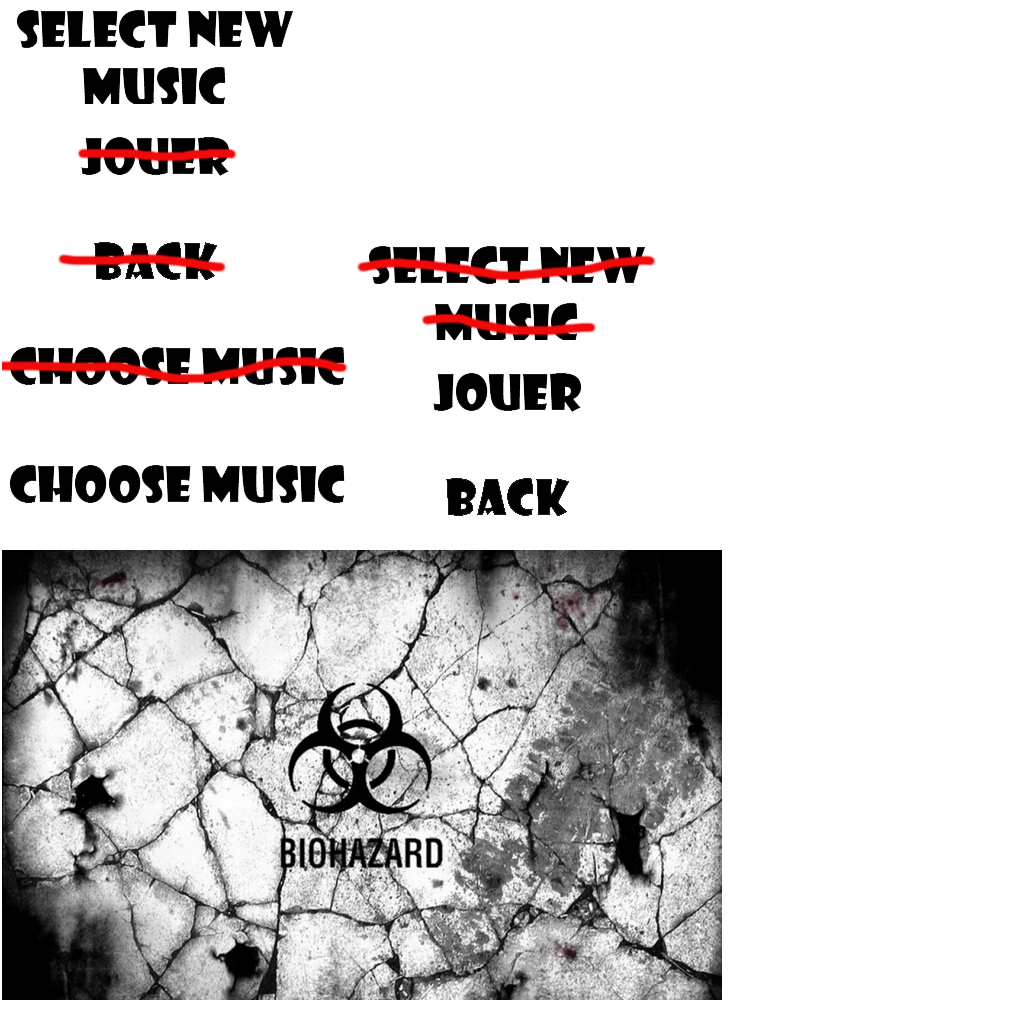 SELECT NEW
MUSIC
JOUER
BACK
CHOOSE MUSIC
CHOOSE MUSIC
SELECT NEW
MUSIC
JOUER
BACK
BIOHAZARD